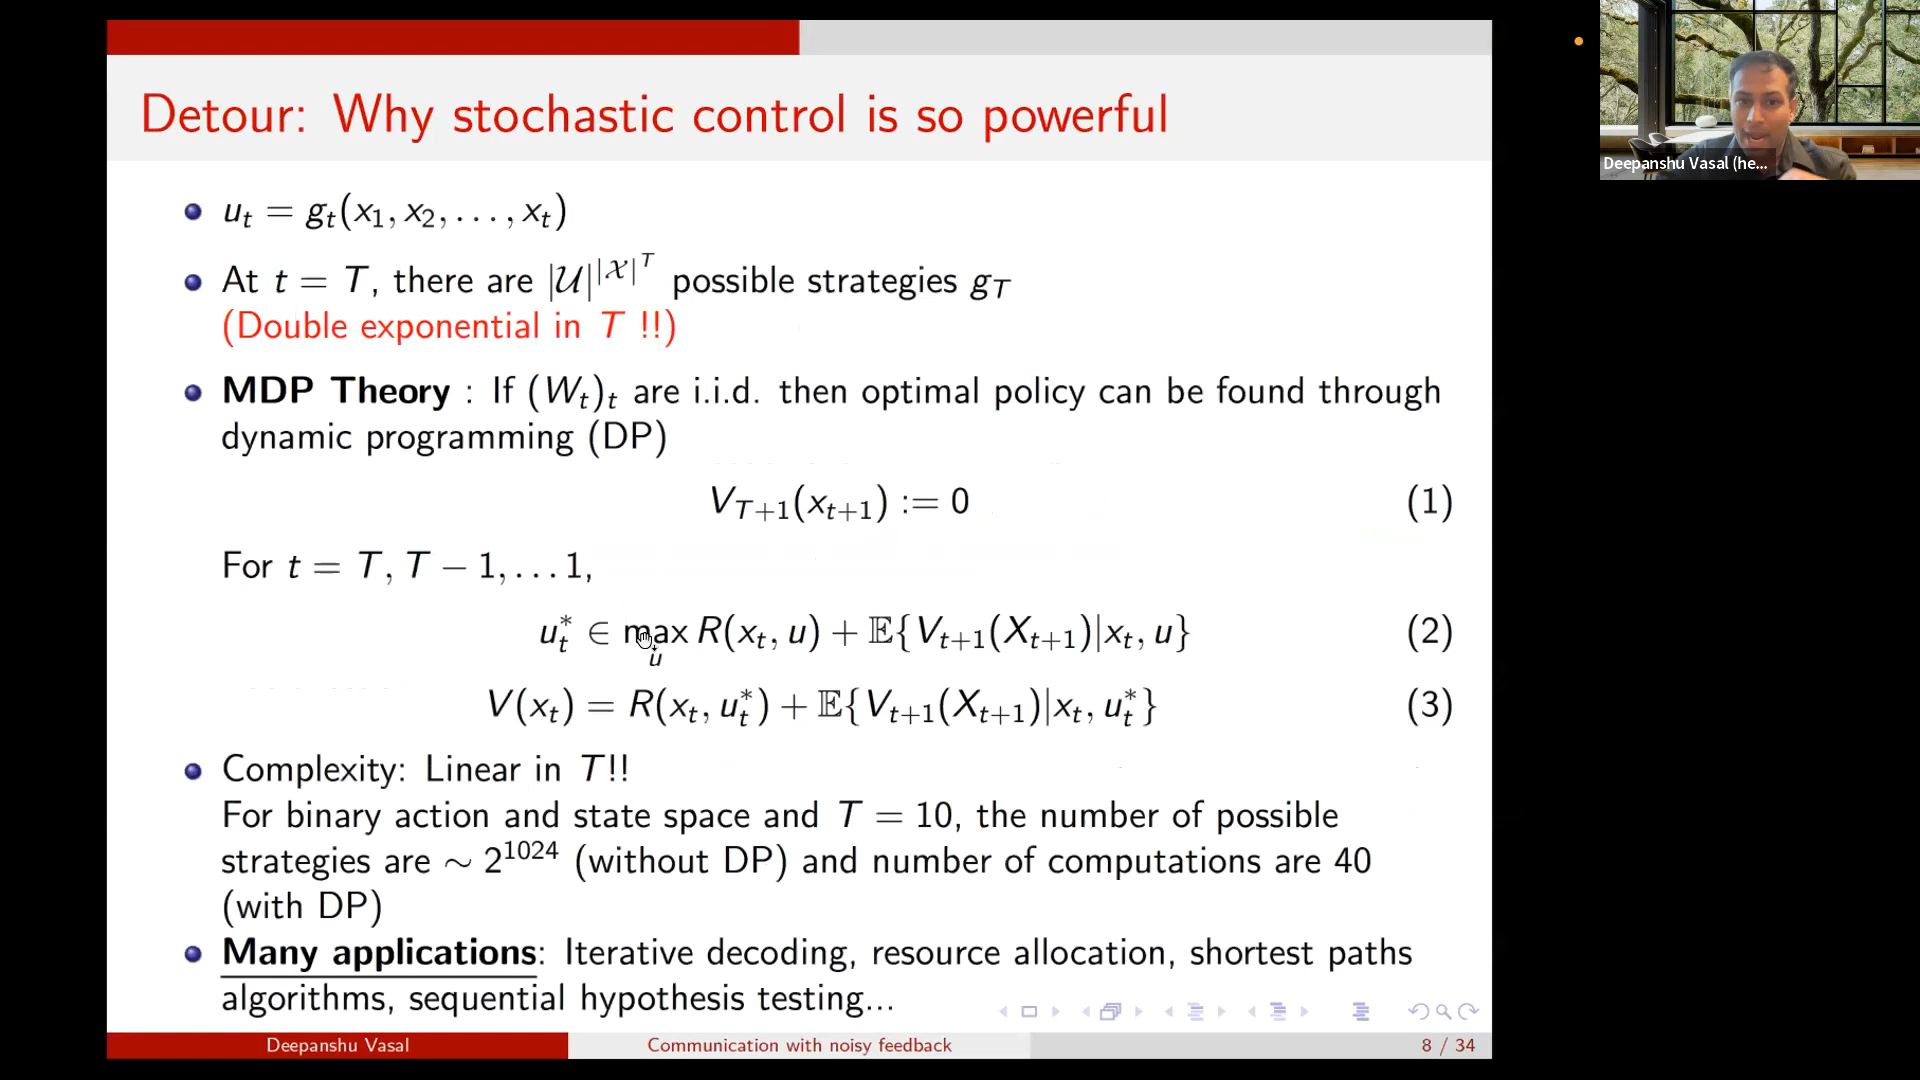 Detour: Why stochastic control is so powerful
Deepanshu Vasal (he...
u_t = g_t(x_1, x_2, . . . , x_t)
At t = T, there are |𝒰|^{|𝒳|^T} possible strategies g_T
(Double exponential in T !!)
MDP Theory : If (W_t)_t are i.i.d. then optimal policy can be found through
dynamic programming (DP)
V_{T+1}(x_{t+1}) := 0 (1)
For t = T, T − 1, . . . 1,
u_t^* ∈ max_u R(x_t, u) + 𝔼{V_{t+1}(X_{t+1})|x_t, u} (2)
V(x_t) = R(x_t, u_t^*) + 𝔼{V_{t+1}(X_{t+1})|x_t, u_t^*} (3)
Complexity: Linear in T!!
For binary action and state space and T = 10, the number of possible
strategies are ∼ 2^{1024} (without DP) and number of computations are 40
(with DP)
Many applications: Iterative decoding, resource allocation, shortest paths
algorithms, sequential hypothesis testing...
Deepanshu Vasal Communication with noisy feedback 8 / 34